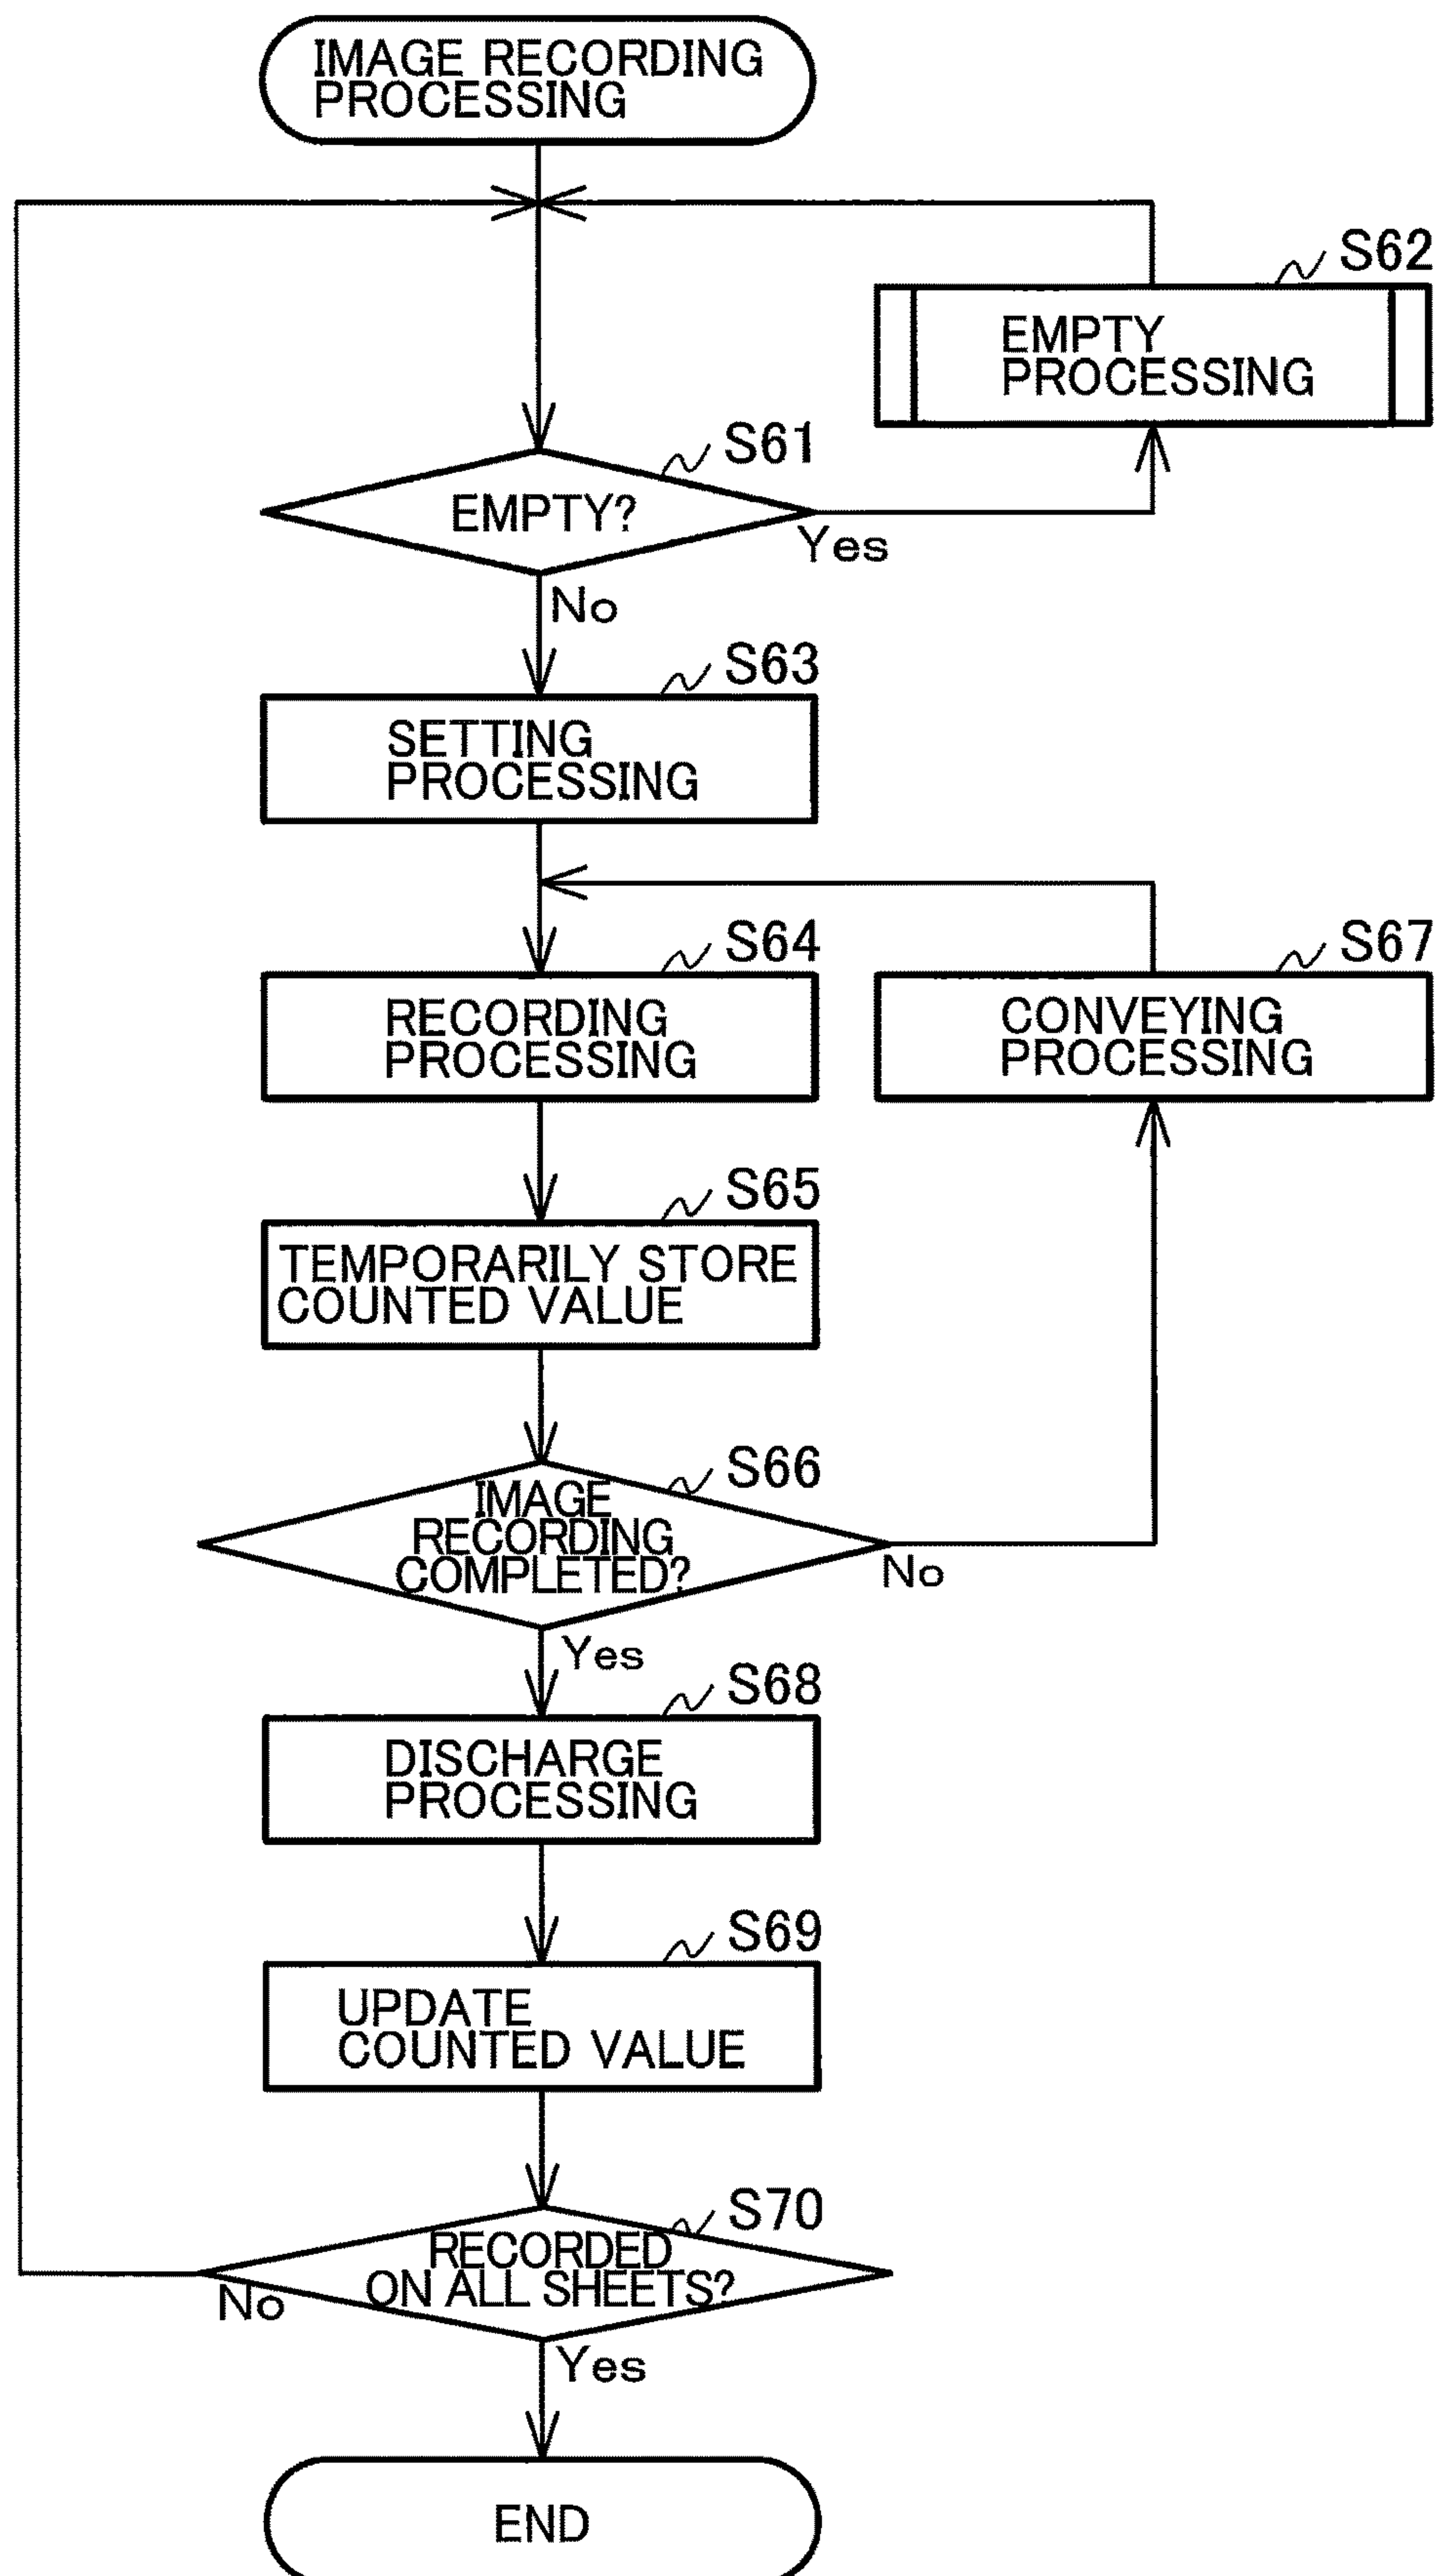 IMAGE RECORDING
PROCESSING
S62
EMPTY
PROCESSING
S61
EMPTY?
Yes
No
S63
SETTING
PROCESSING
S64
RECORDING
PROCESSING
S67
CONVEYING
PROCESSING
S65
TEMPORARILY STORE
COUNTED VALUE
S66
IMAGE
RECORDING
COMPLETED?
No
Yes
S68
DISCHARGE
PROCESSING
S69
UPDATE
COUNTED VALUE
S70
RECORDED
ON ALL SHEETS?
No
Yes
END